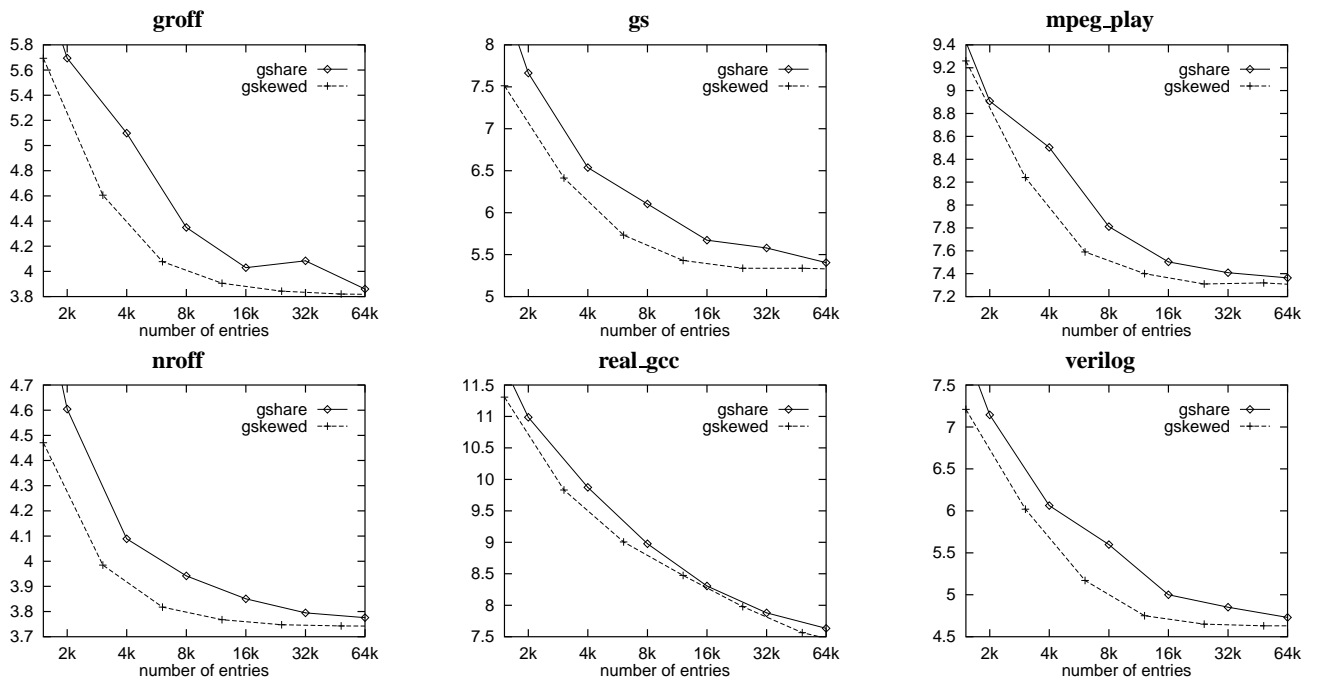 groff
5.8
5.6
5.4
5.2
5
4.8
4.6
4.4
4.2
4
3.8
gshare
gskewed
2k 4k 8k 16k 32k 64k
number of entries
gs
8
7.5
7
6.5
6
5.5
5
gshare
gskewed
2k 4k 8k 16k 32k 64k
number of entries
mpeg_play
9.4
9.2
9
8.8
8.6
8.4
8.2
8
7.8
7.6
7.4
7.2
gshare
gskewed
2k 4k 8k 16k 32k 64k
number of entries
nroff
4.7
4.6
4.5
4.4
4.3
4.2
4.1
4
3.9
3.8
3.7
gshare
gskewed
2k 4k 8k 16k 32k 64k
number of entries
real_gcc
11.5
11
10.5
10
9.5
9
8.5
8
7.5
gshare
gskewed
2k 4k 8k 16k 32k 64k
number of entries
verilog
7.5
7
6.5
6
5.5
5
4.5
gshare
gskewed
2k 4k 8k 16k 32k 64k
number of entries